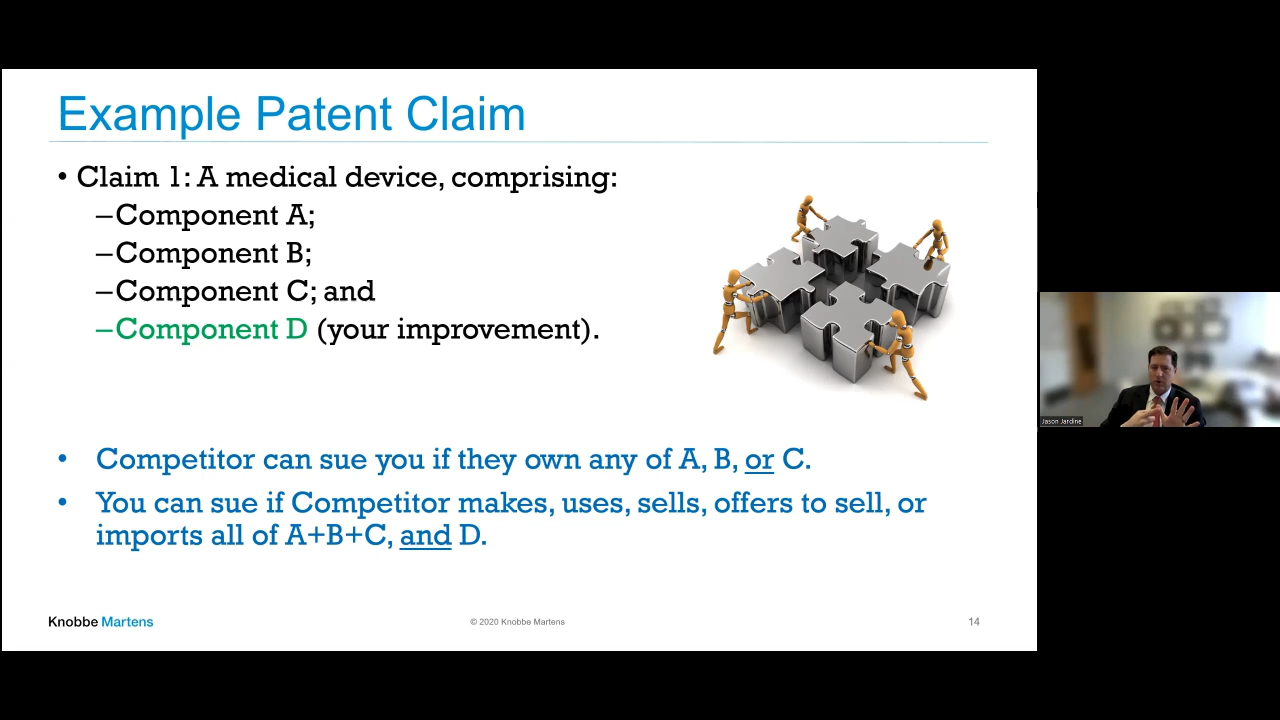 Example Patent Claim
• Claim 1: A medical device, comprising:
–Component A;
–Component B;
–Component C; and
–Component D (your improvement).
• Competitor can sue you if they own any of A, B, or C.
• You can sue if Competitor makes, uses, sells, offers to sell, or
imports all of A+B+C, and D.
Knobbe Martens
© 2020 Knobbe Martens
14
Jason Jardine